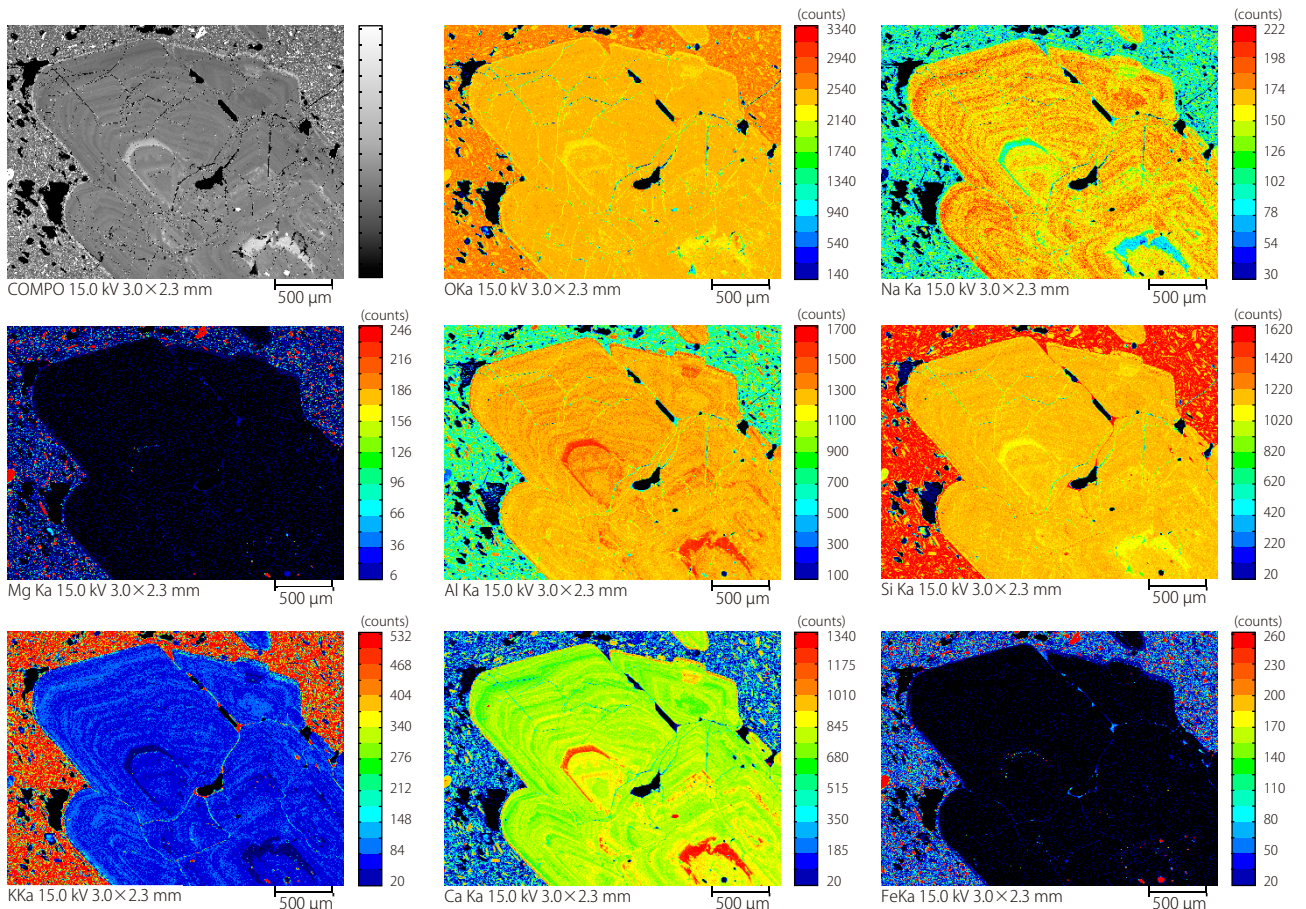 (counts)
(counts)
3340
2940
2540
2140
1740
1340
940
540
140
222
198
174
150
126
102
78
54
30
COMPO 15.0 kV 3.0×2.3 mm
500 μm
OKa 15.0 kV 3.0×2.3 mm
500 μm
Na Ka 15.0 kV 3.0×2.3 mm
500 μm
(counts)
(counts)
(counts)
246
216
186
156
126
96
66
36
6
1700
1500
1300
1100
900
700
500
300
100
1620
1420
1220
1020
820
620
420
220
20
Mg Ka 15.0 kV 3.0×2.3 mm
500 μm
Al Ka 15.0 kV 3.0×2.3 mm
500 μm
Si Ka 15.0 kV 3.0×2.3 mm
500 μm
(counts)
(counts)
(counts)
532
468
404
340
276
212
148
84
20
1340
1175
1010
845
680
515
350
185
20
260
230
200
170
140
110
80
50
20
KKa 15.0 kV 3.0×2.3 mm
500 μm
Ca Ka 15.0 kV 3.0×2.3 mm
500 μm
FeKa 15.0 kV 3.0×2.3 mm
500 μm